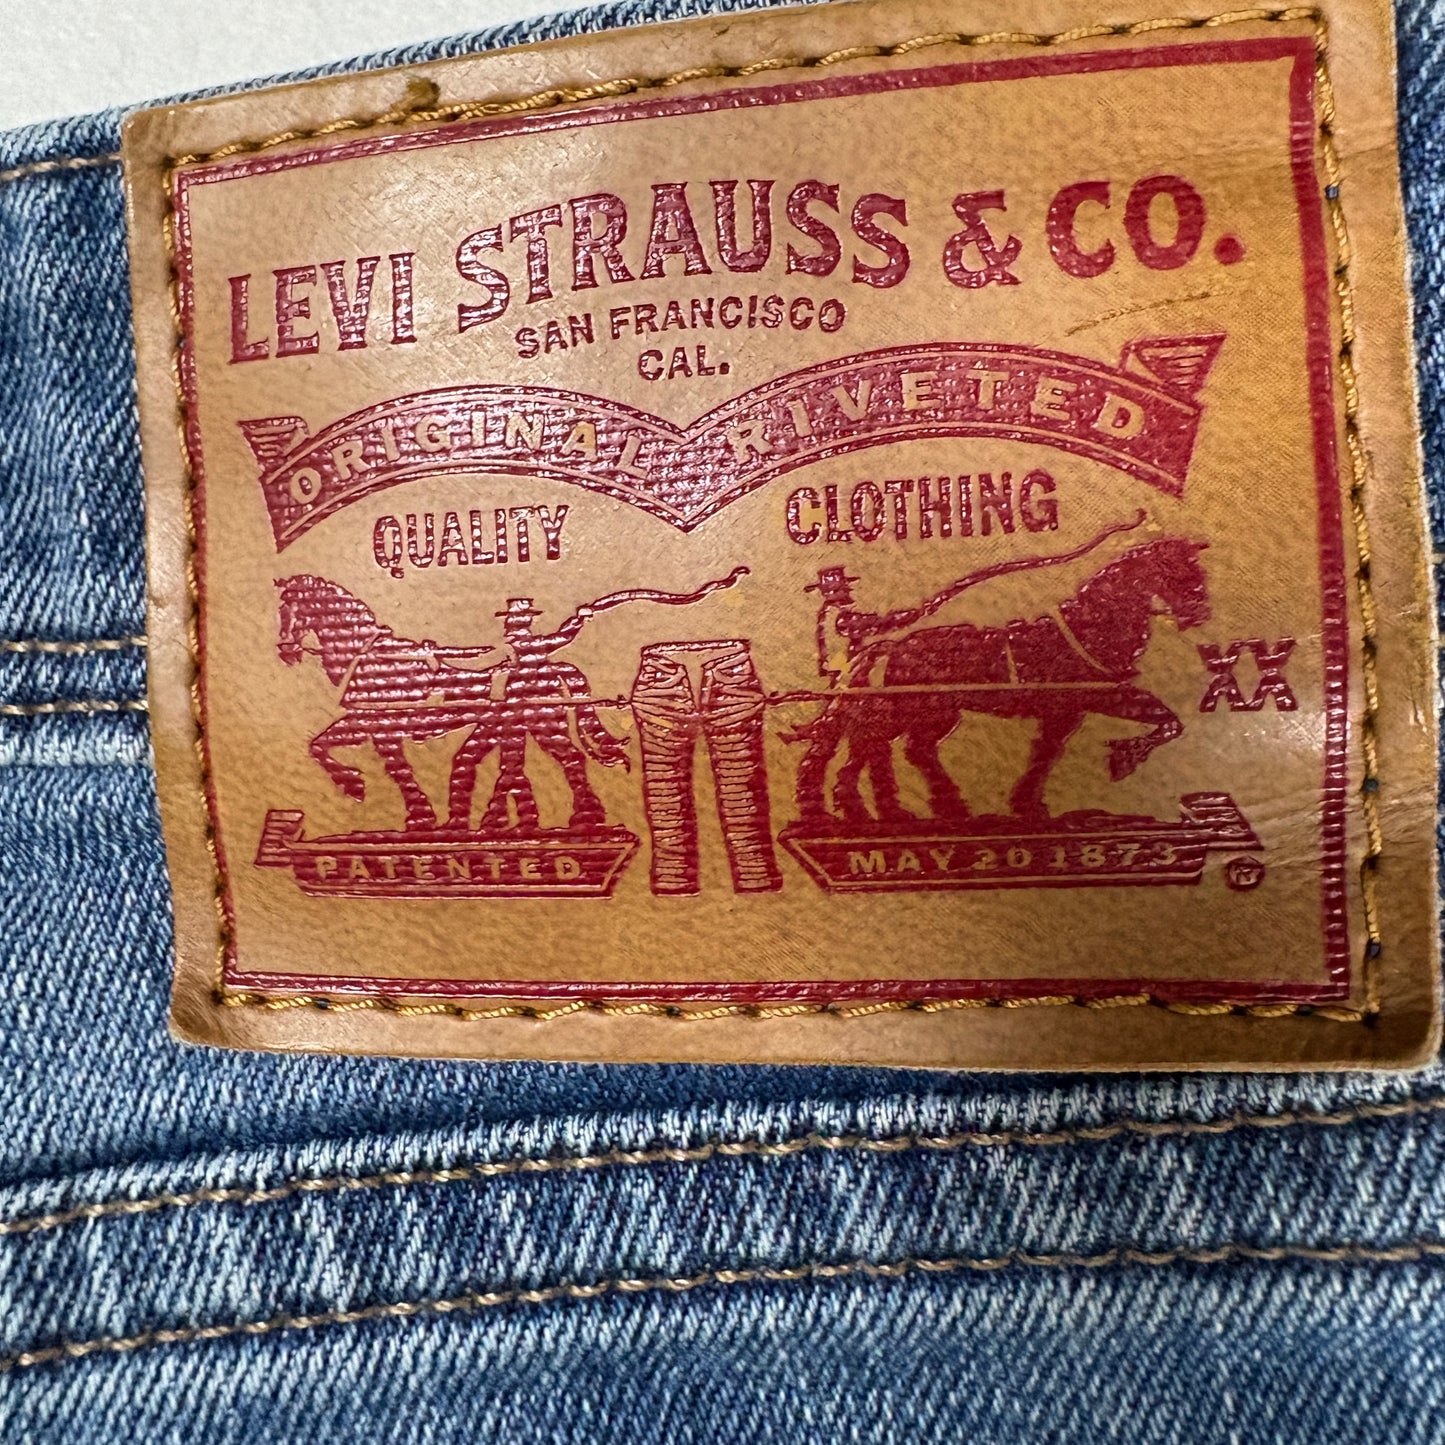 LEVI STRAUSS & CO.
SAN FRANCISCO
CAL.
ORIGINAL RIVETED
QUALITY CLOTHING
XX
PATENTED MAY 20 1873 ®